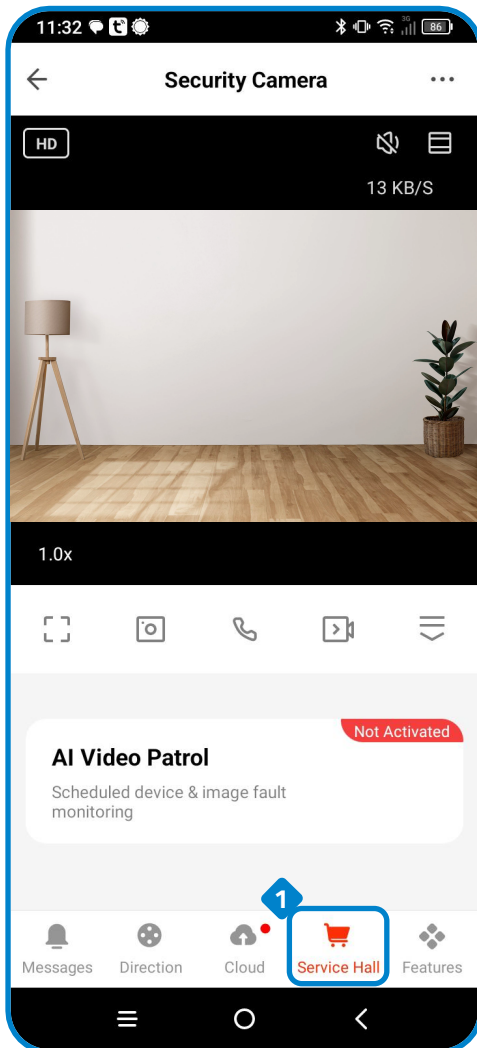 11:32
3G
86
Security Camera
HD
13 KB/S
1.0x
Not Activated
AI Video Patrol
Scheduled device & image fault
monitoring
1
Messages Direction Cloud Service Hall Features